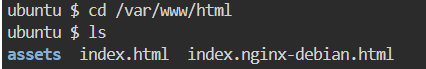 ubuntu $ cd /var/www/html
ubuntu $ ls
assets  index.html  index.nginx-debian.html